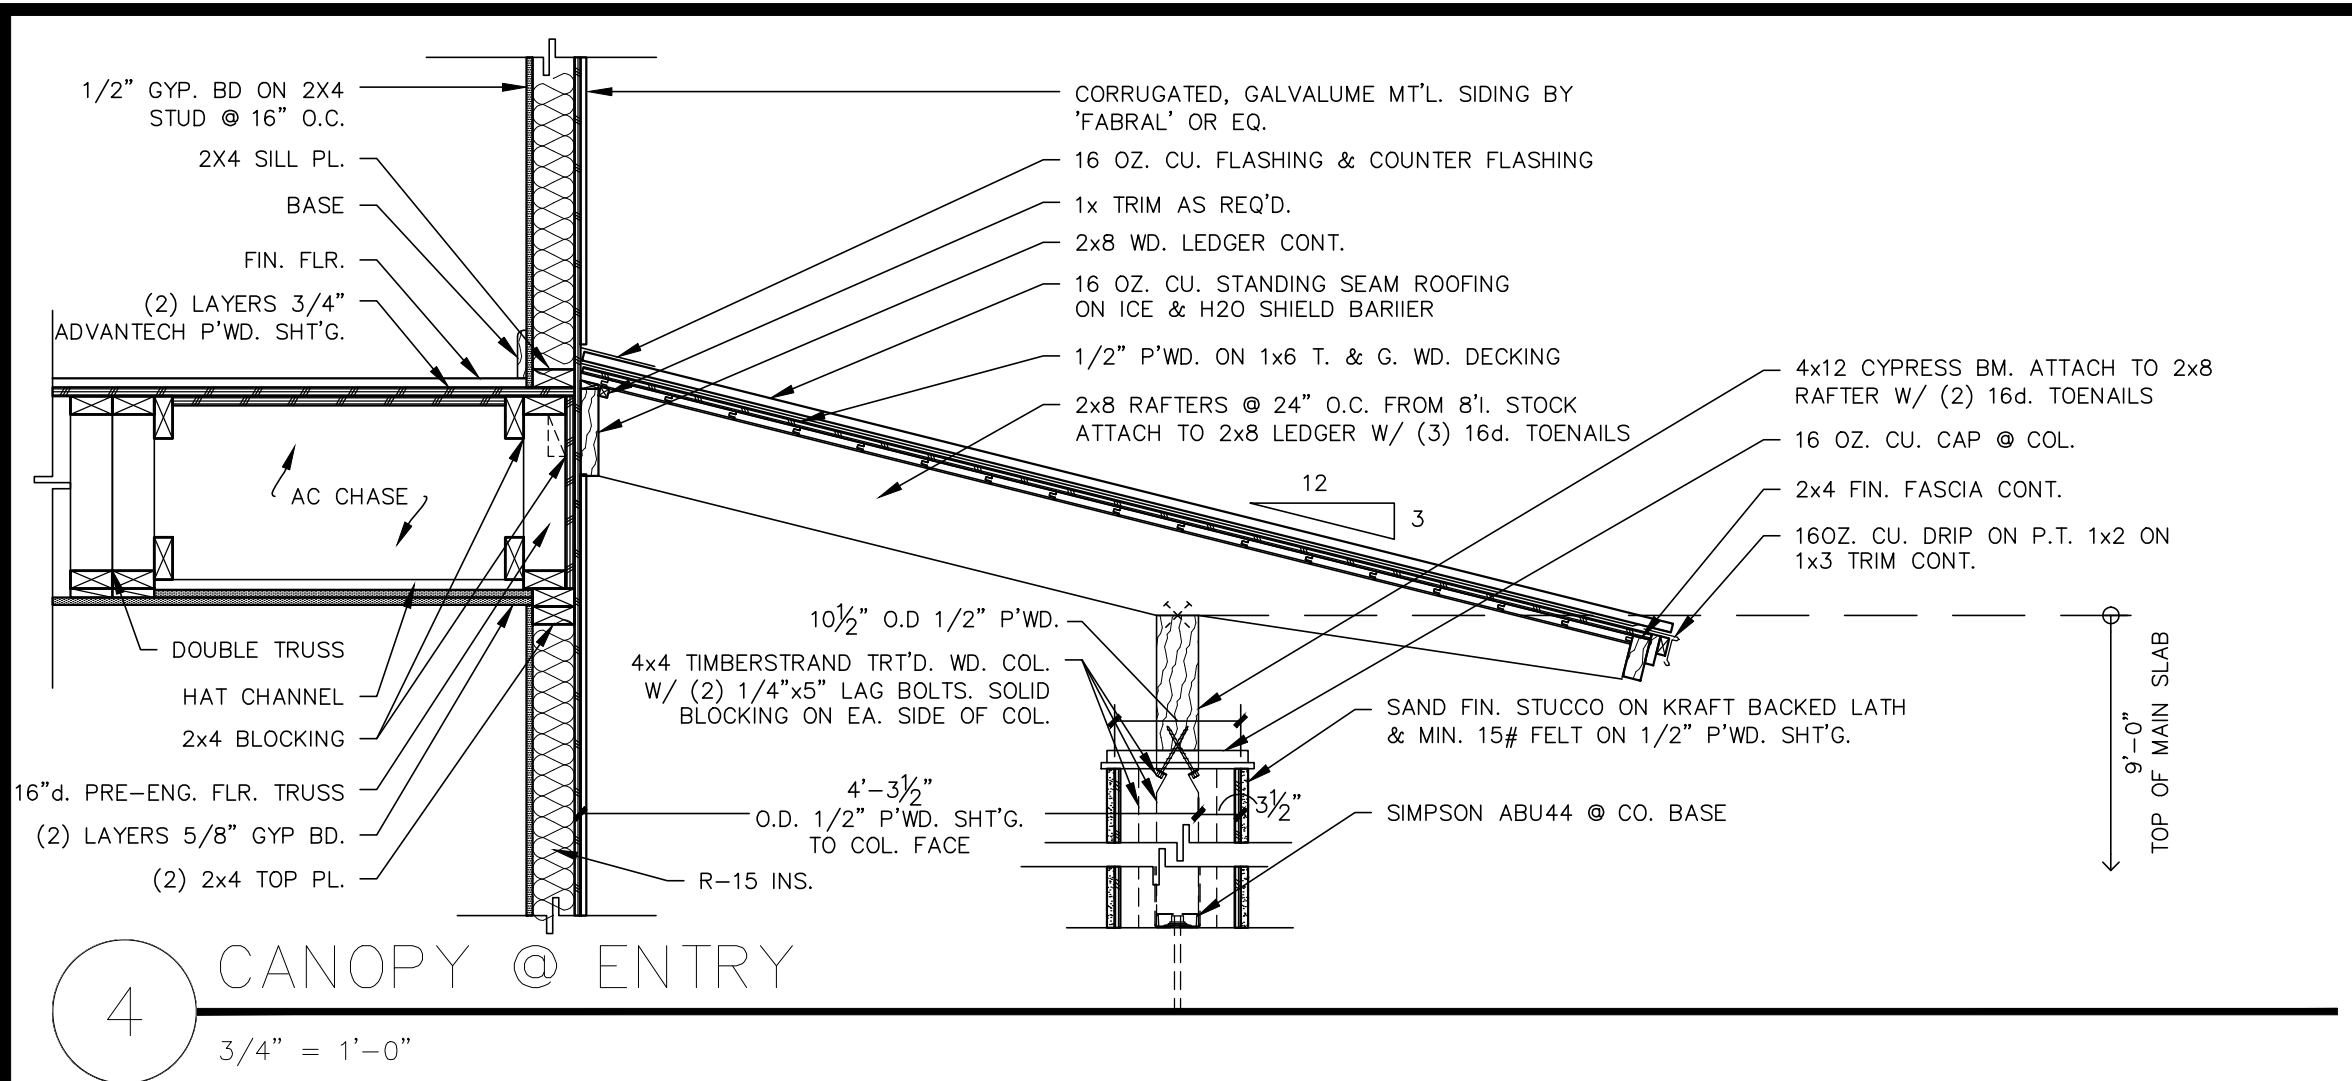 1/2” GYP. BD ON 2X4
STUD @ 16” O.C.
2X4 SILL PL.
BASE
FIN. FLR.
(2) LAYERS 3/4”
ADVANTECH P'WD. SHT'G.
AC CHASE
DOUBLE TRUSS
HAT CHANNEL
2x4 BLOCKING
16”d. PRE–ENG. FLR. TRUSS
(2) LAYERS 5/8” GYP BD.
(2) 2x4 TOP PL.
CORRUGATED, GALVALUME MT'L. SIDING BY
'FABRAL' OR EQ.
16 OZ. CU. FLASHING & COUNTER FLASHING
1x TRIM AS REQ'D.
2x8 WD. LEDGER CONT.
16 OZ. CU. STANDING SEAM ROOFING
ON ICE & H2O SHIELD BARIIER
1/2” P'WD. ON 1x6 T. & G. WD. DECKING
2x8 RAFTERS @ 24” O.C. FROM 8'l. STOCK
ATTACH TO 2x8 LEDGER W/ (3) 16d. TOENAILS
12
3
10½” O.D 1/2” P'WD.
4x4 TIMBERSTRAND TRT'D. WD. COL.
W/ (2) 1/4”x5” LAG BOLTS. SOLID
BLOCKING ON EA. SIDE OF COL.
4'–3½”
O.D. 1/2” P'WD. SHT'G.
TO COL. FACE
3½”
R–15 INS.
4x12 CYPRESS BM. ATTACH TO 2x8
RAFTER W/ (2) 16d. TOENAILS
16 OZ. CU. CAP @ COL.
2x4 FIN. FASCIA CONT.
16OZ. CU. DRIP ON P.T. 1x2 ON
1x3 TRIM CONT.
SAND FIN. STUCCO ON KRAFT BACKED LATH
& MIN. 15# FELT ON 1/2” P'WD. SHT'G.
SIMPSON ABU44 @ CO. BASE
9'–0”
TOP OF MAIN SLAB
4
CANOPY @ ENTRY
3/4” = 1'–0”